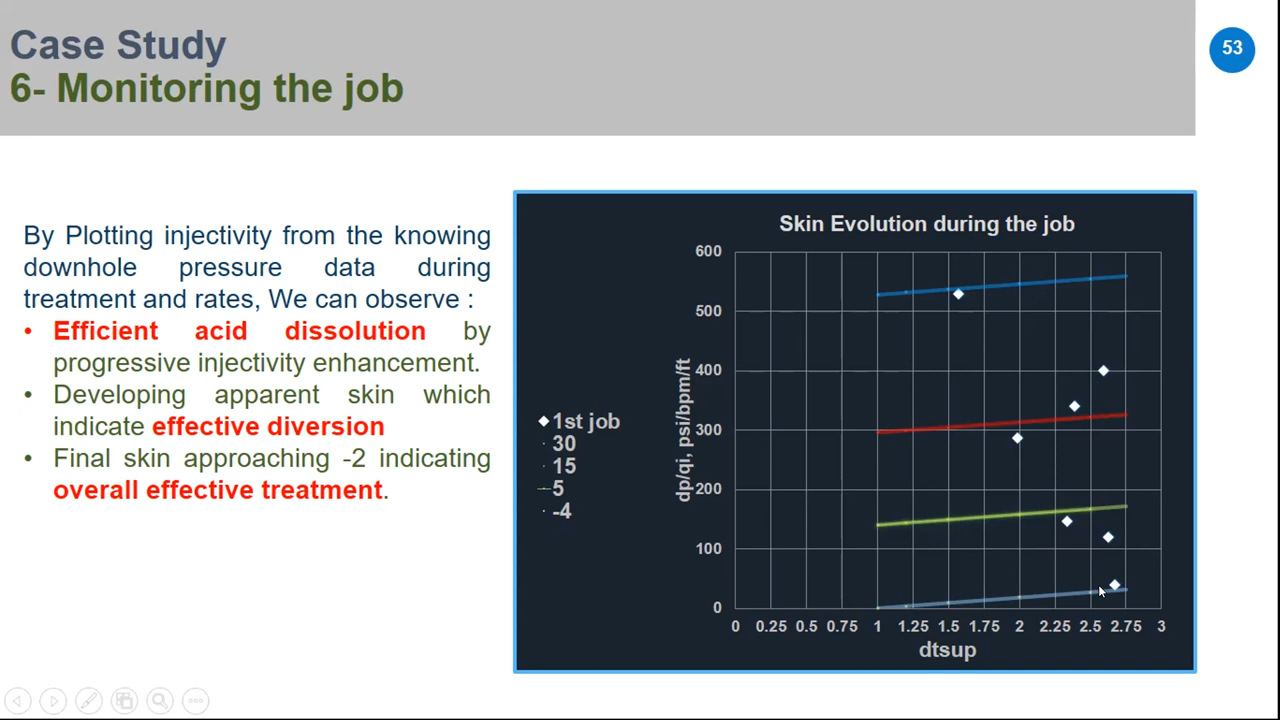 Case Study
6- Monitoring the job
53
By Plotting injectivity from the knowing
downhole pressure data during
treatment and rates, We can observe :
• Efficient acid dissolution by
progressive injectivity enhancement.
• Developing apparent skin which
indicate effective diversion
• Final skin approaching -2 indicating
overall effective treatment.
Skin Evolution during the job
dp/qi, psi/bpm/ft
600
500
400
300
200
100
0
0 0.25 0.5 0.75 1 1.25 1.5 1.75 2 2.25 2.5 2.75 3
dtsup
1st job
30
15
5
-4